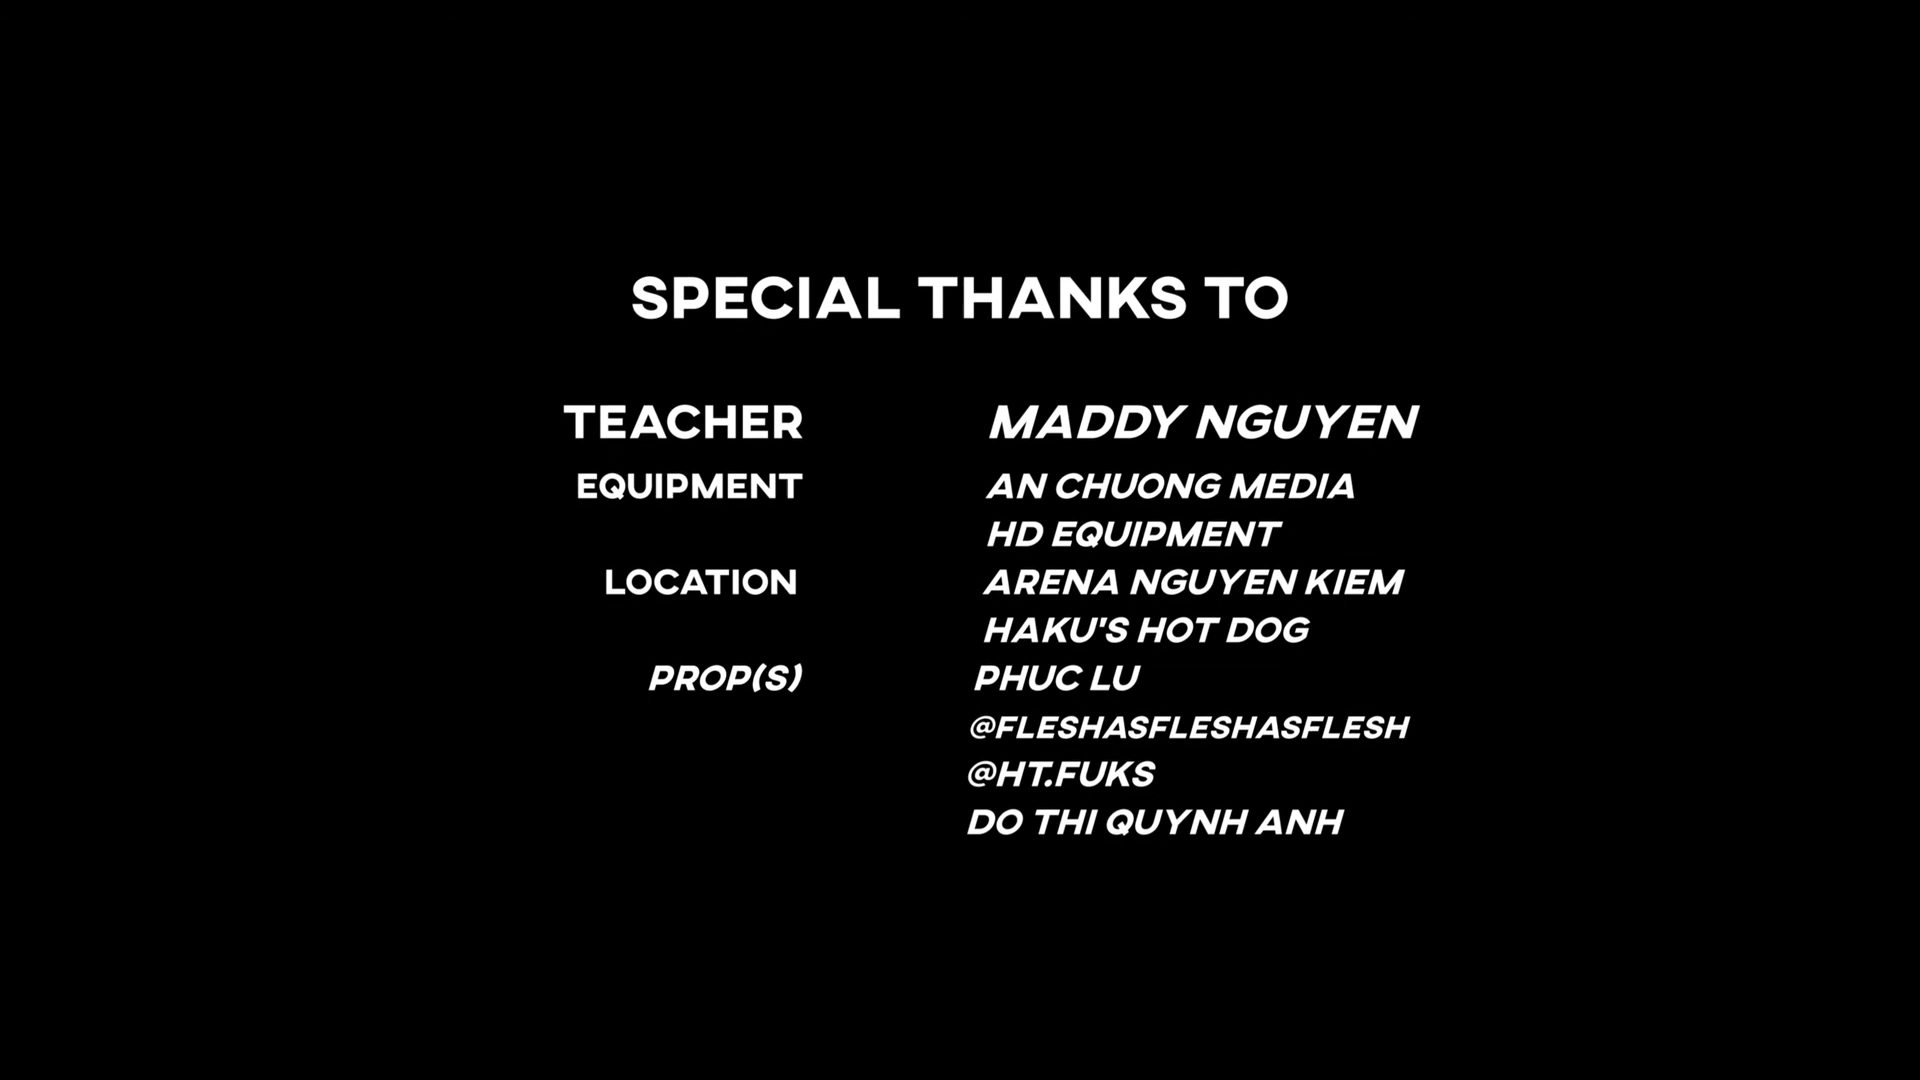 SPECIAL THANKS TO
TEACHER MADDY NGUYEN
EQUIPMENT AN CHUONG MEDIA
HD EQUIPMENT
LOCATION ARENA NGUYEN KIEM
HAKU'S HOT DOG
PROP(S) PHUC LU
@FLESHASFLESHASFLESH
@HT.FUKS
DO THI QUYNH ANH